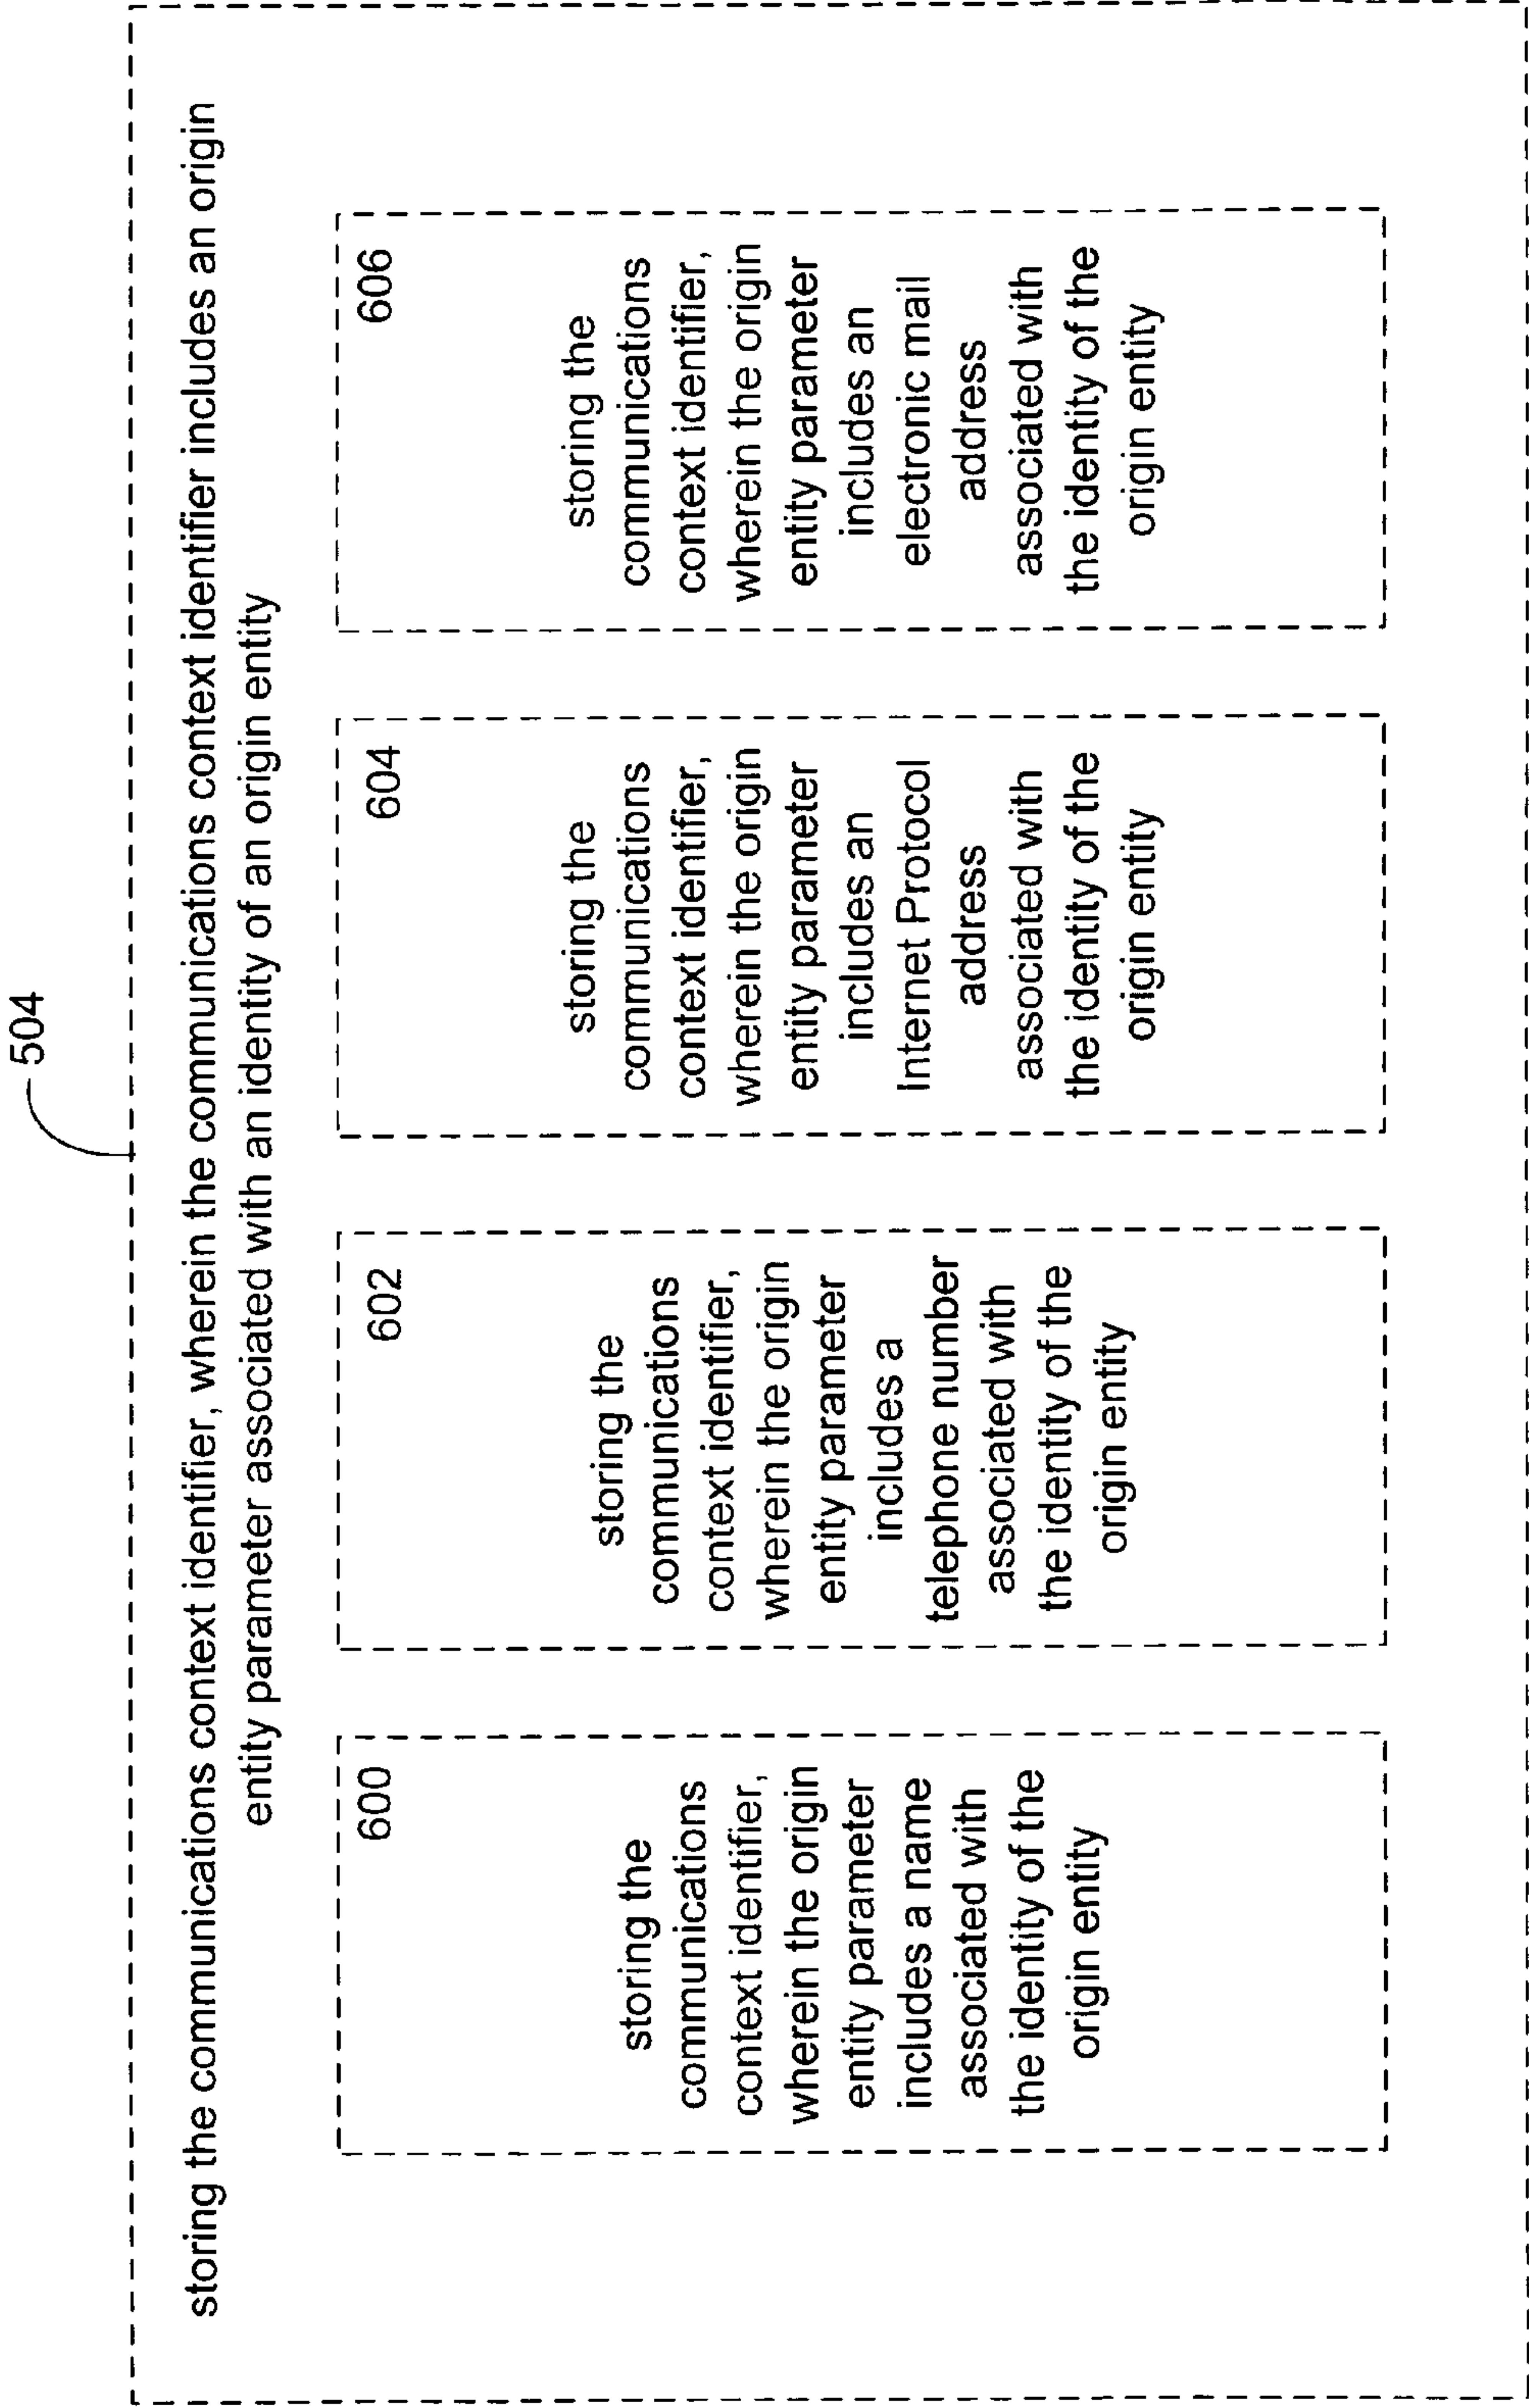 504
storing the communications context identifier, wherein the communications context identifier includes an origin
entity parameter associated with an identity of an origin entity
600
storing the
communications
context identifier,
wherein the origin
entity parameter
includes a name
associated with
the identity of the
origin entity
602
storing the
communications
context identifier,
wherein the origin
entity parameter
includes a
telephone number
associated with
the identity of the
origin entity
604
storing the
communications
context identifier,
wherein the origin
entity parameter
includes an
Internet Protocol
address
associated with
the identity of the
origin entity
606
storing the
communications
context identifier,
wherein the origin
entity parameter
includes an
electronic mail
address
associated with
the identity of the
origin entity